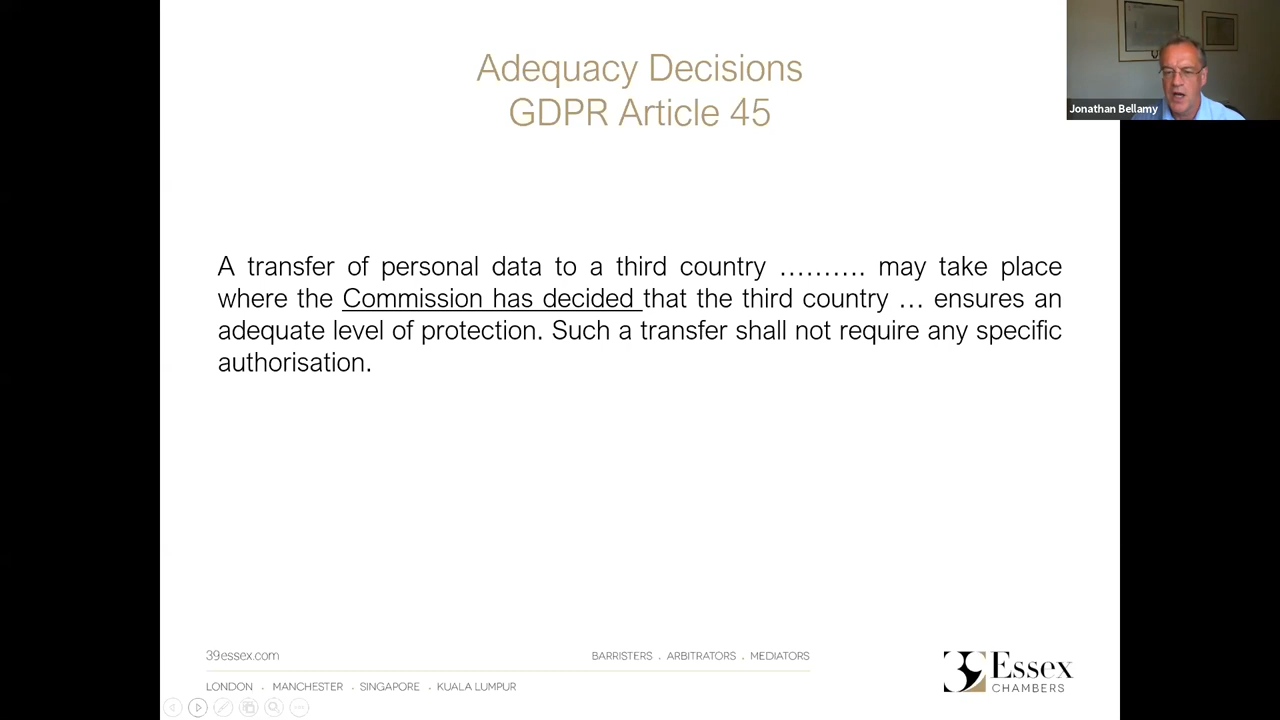 Adequacy Decisions
GDPR Article 45
Jonathan Bellamy
A transfer of personal data to a third country ………. may take place
where the Commission has decided that the third country … ensures an
adequate level of protection. Such a transfer shall not require any specific
authorisation.
39essex.com
BARRISTERS . ARBITRATORS . MEDIATORS
LONDON . MANCHESTER . SINGAPORE . KUALA LUMPUR
39 Essex
CHAMBERS